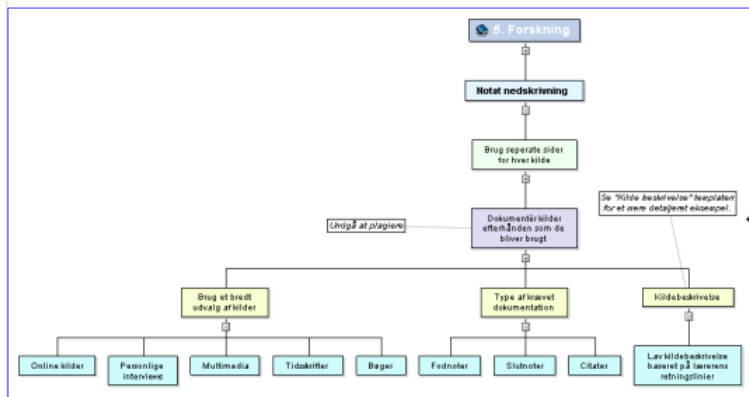 5. Forskning
Notat nedskrivning
Brug seperate sider
for hver kilde
Se "Kilde beskrivelse" templaten
for et mere detaljeret eksempel.
Undgå at plagiere
Dokumentér kilder
efterhånden som de
bliver brugt
Brug et bredt
udvalg af kilder
Type af krævet
dokumentation
Kildebeskrivelse
Online kilder
Personlige
interviews
Multimedia
Tidsskrifter
Bøger
Fodnoter
Slutnoter
Citater
Lav kildebeskrivelse
baseret på lærerens
retningslinier